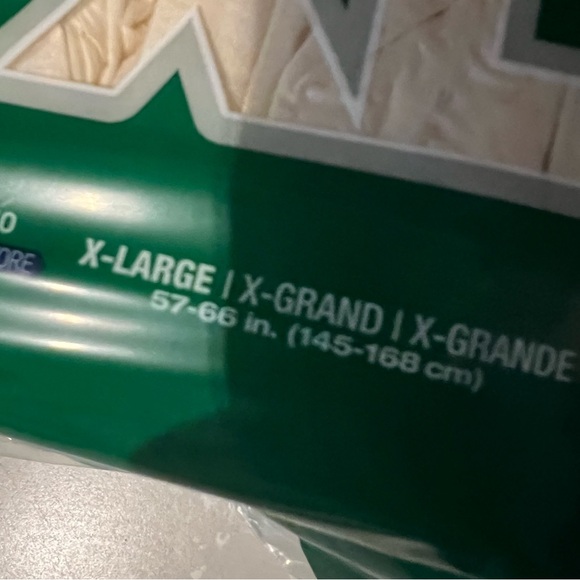 X-LARGE | X-GRAND | X-GRANDE
57-66 in. (145-168 cm)